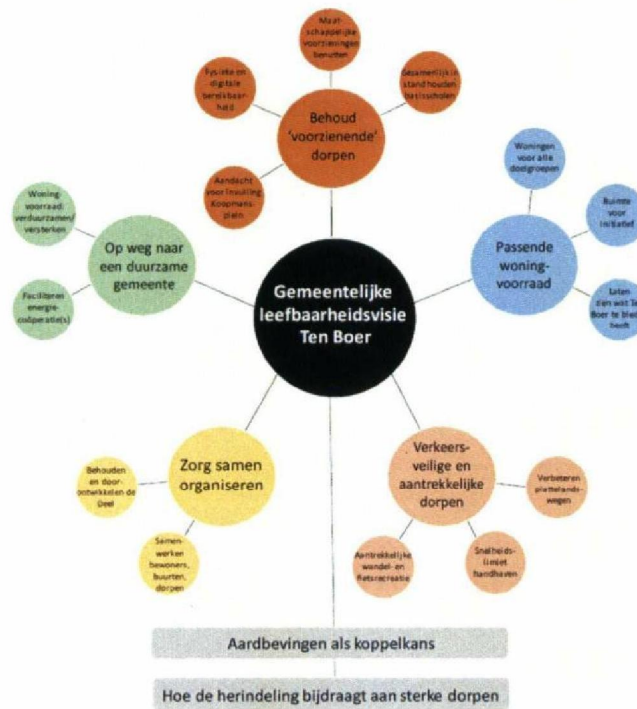 Maat-
schappelijke
voorzieningen
benutten
Fysieke en
digitale
bereikbaar-
heid
Gezamenlijk in
stand houden
basisscholen
Behoud
'voorzienende'
dorpen
Aandacht
voor invulling
Koopmans-
plein
Woning-
voorraad
verduurzamen/
versterken
Op weg naar
een duurzame
gemeente
Faciliteren
energie-
coöperatie(s)
Woningen
voor alle
doelgroepen
Ruimte
voor
initiatief
Passende
woning-
voorraad
Laten
zien wat Ten
Boer te bieden
heeft
Gemeentelijke
leefbaarheidsvisie
Ten Boer
Zorg samen
organiseren
Behouden
en door-
ontwikkelen de
Deel
Samen-
werken
bewoners,
buurten,
dorpen
Verkeers-
veilige en
aantrekkelijke
dorpen
Verbeteren
plattelands-
wegen
Aantrekkelijke
wandel- en
fietsrecreatie
Snelheids-
limiet
handhaven
Aardbevingen als koppelkans
Hoe de herindeling bijdraagt aan sterke dorpen